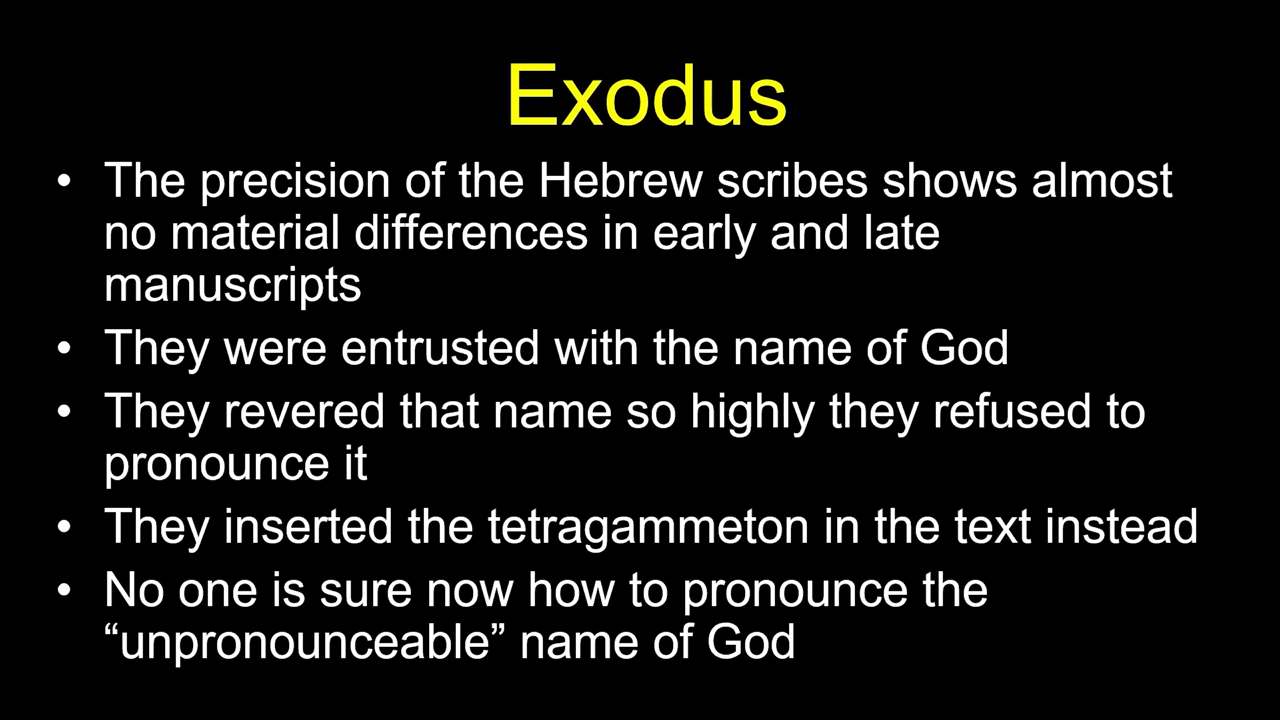 Exodus
• The precision of the Hebrew scribes shows almost
no material differences in early and late
manuscripts
• They were entrusted with the name of God
• They revered that name so highly they refused to
pronounce it
• They inserted the tetragammeton in the text instead
• No one is sure now how to pronounce the
“unpronounceable” name of God